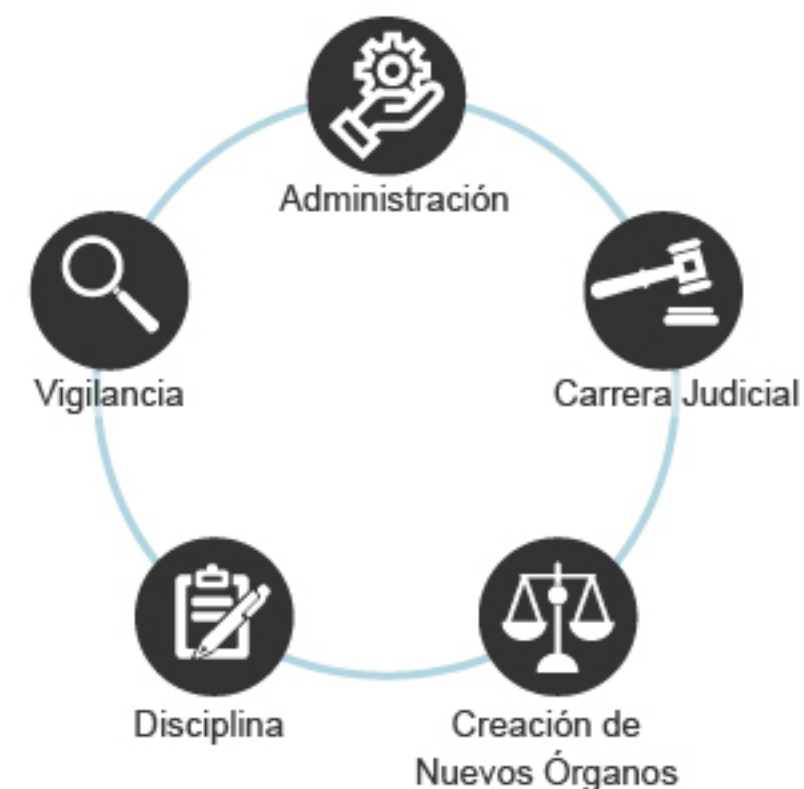 Administración
Vigilancia
Carrera Judicial
Disciplina
Creación de
Nuevos Órganos